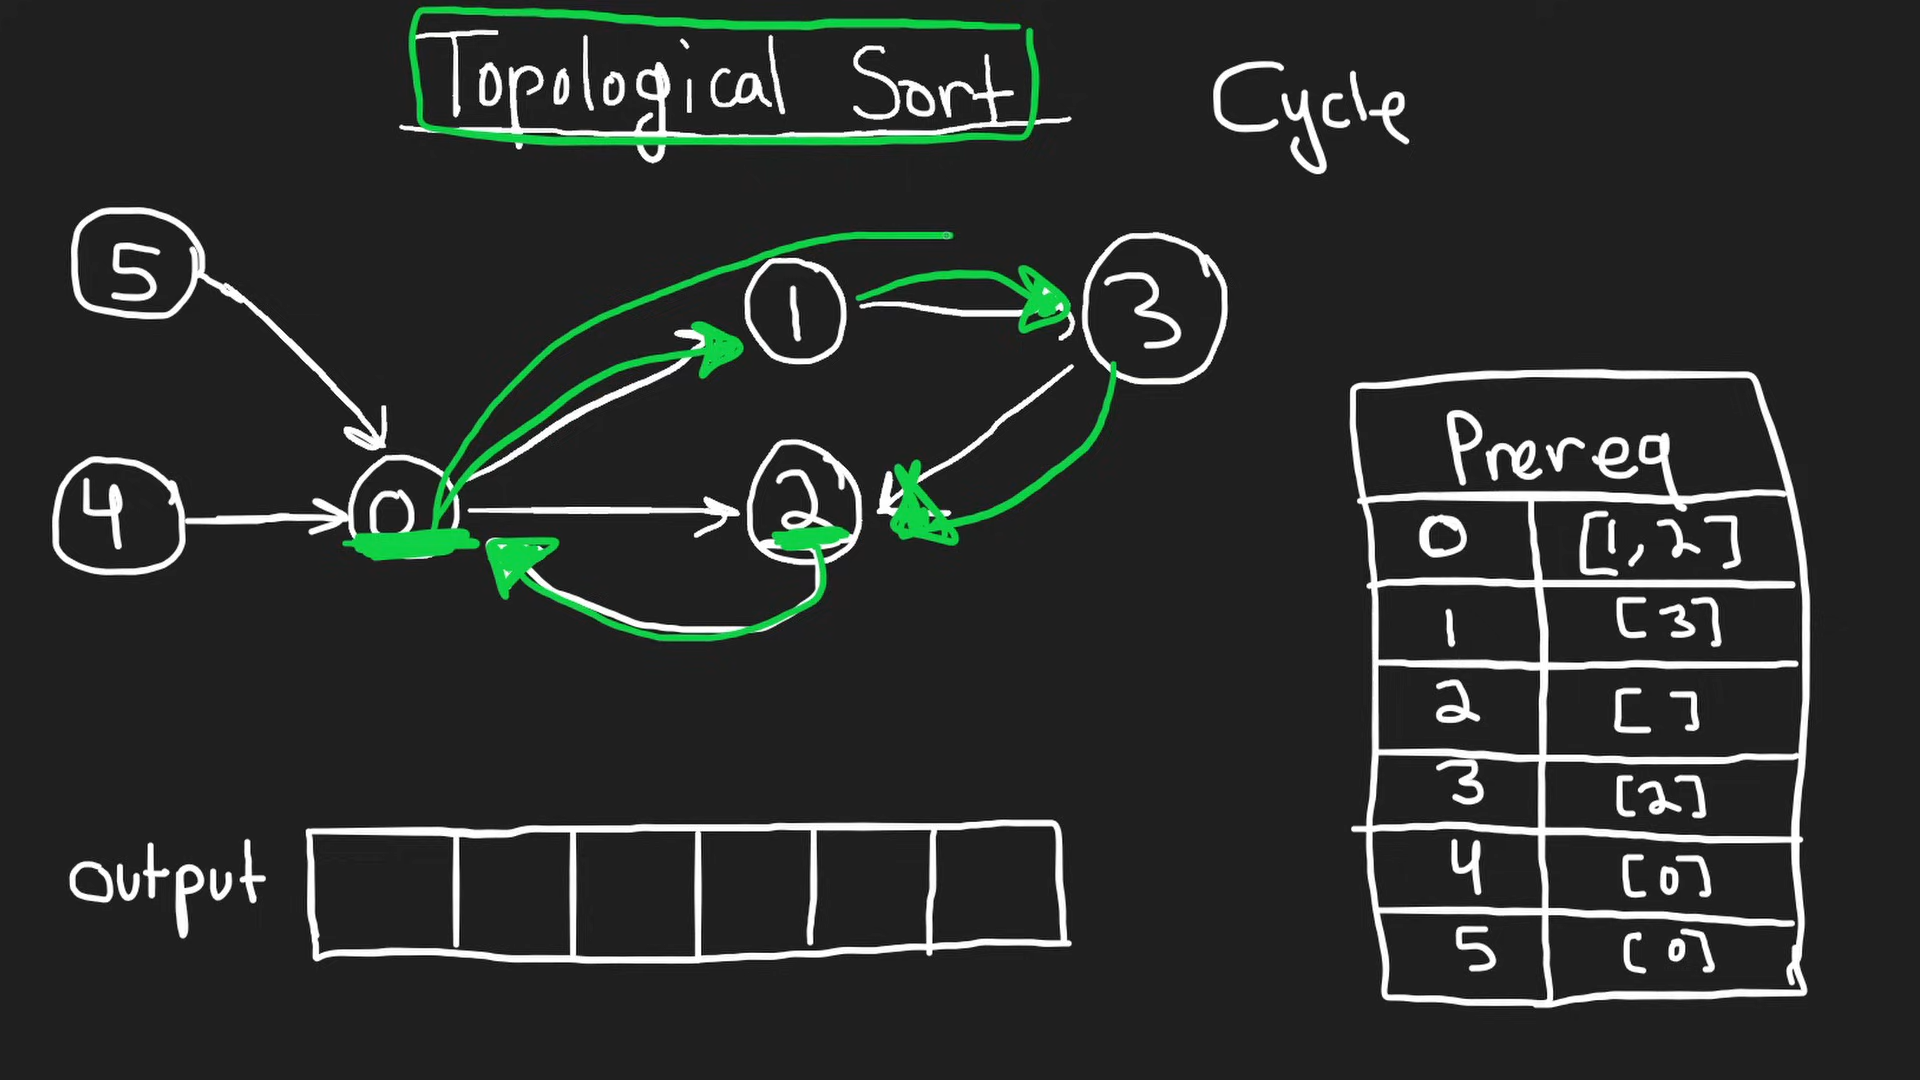 Topological Sort
Cycle
5
1
3
4
0
2
Prereq
0 [1,2]
1 [3]
2 [ ]
3 [2]
4 [0]
5 [0]
output